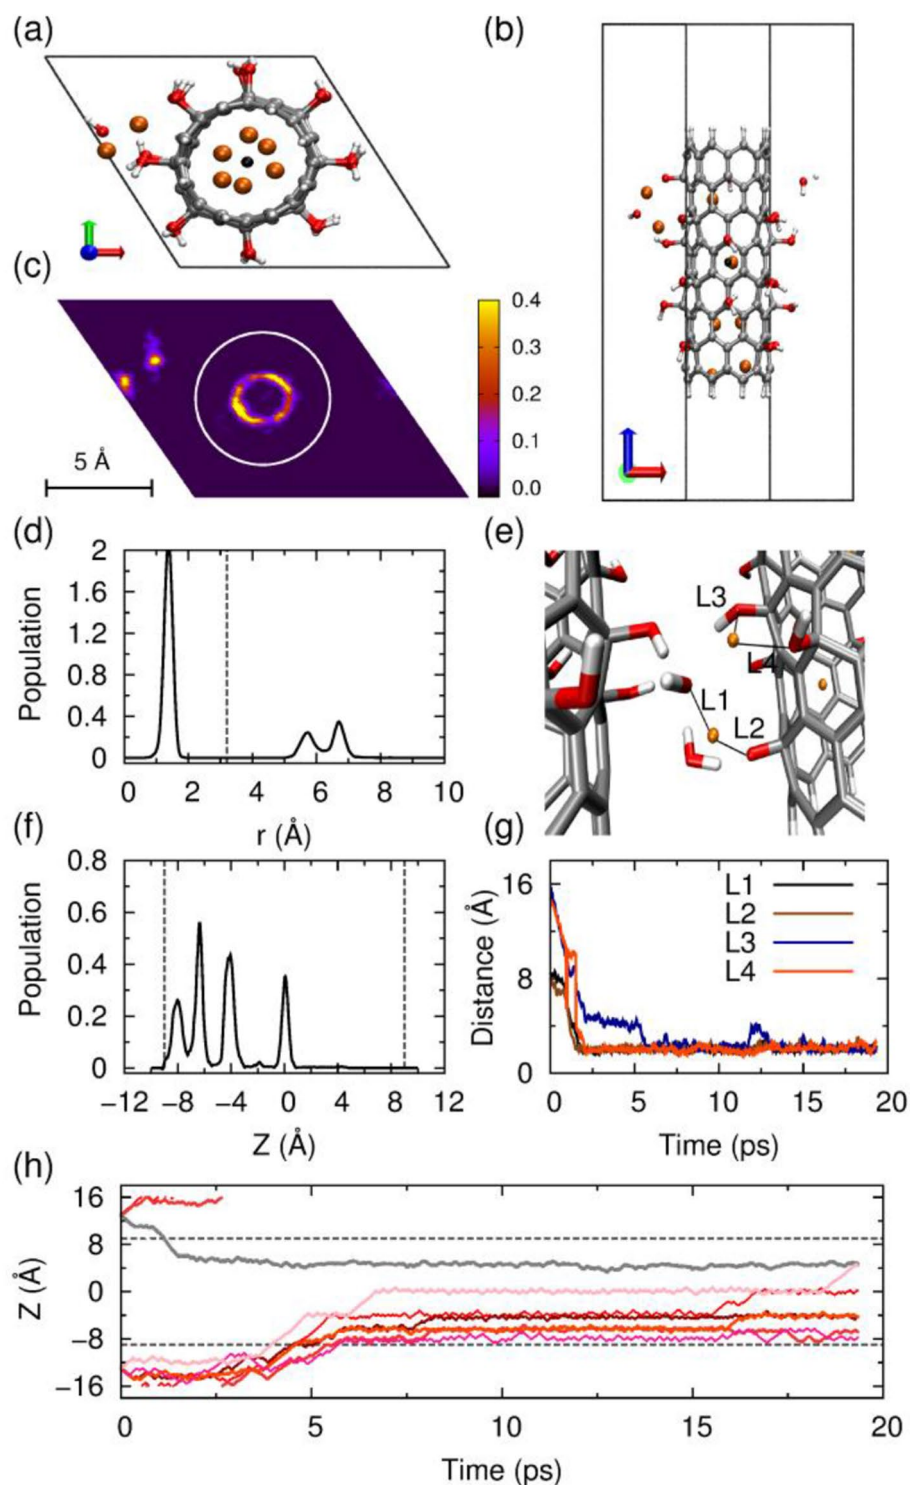 (a)
(b)
(c)
0.4
0.3
0.2
0.1
0.0
5 Å
(d)
2
1.6
1.2
0.8
0.4
0
Population
0 2 4 6 8 10
r (Å)
(e)
L3
L4
L1
L2
(f)
0.8
0.6
0.4
0.2
0
Population
−12 −8 −4 0 4 8 12
Z (Å)
(g)
16
8
0
Distance (Å)
L1
L2
L3
L4
0 5 10 15 20
Time (ps)
(h)
16
8
0
−8
−16
Z (Å)
0 5 10 15 20
Time (ps)